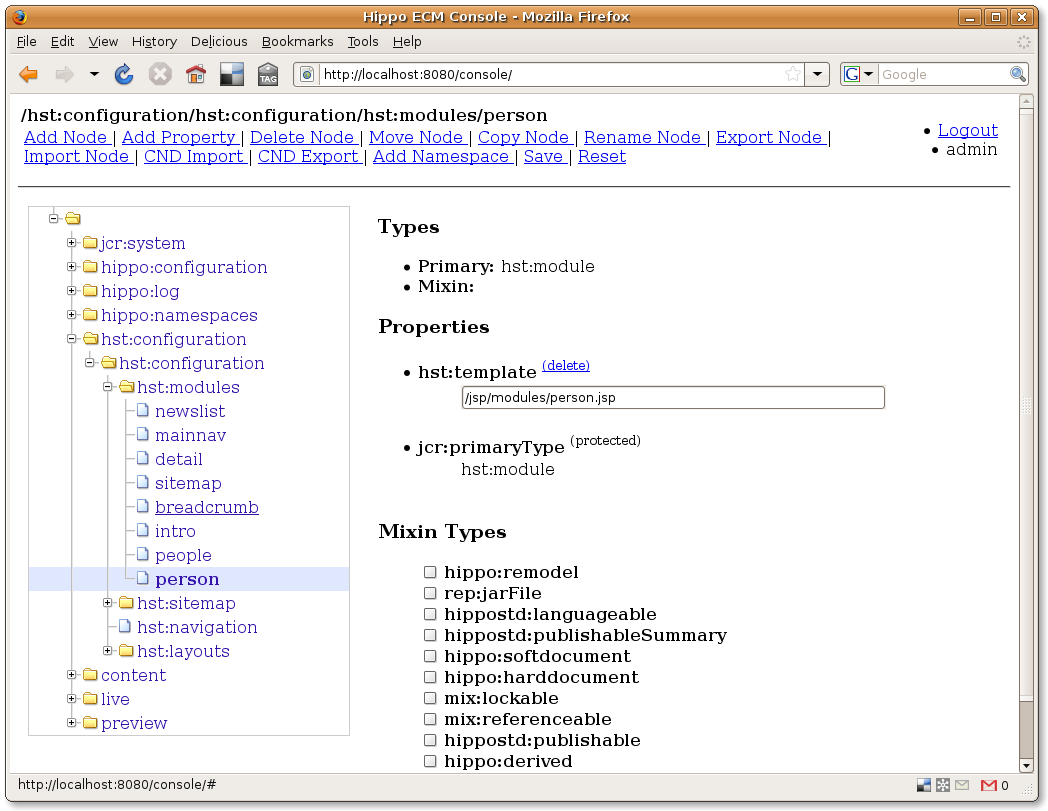 Hippo ECM Console - Mozilla Firefox
File Edit View History Delicious Bookmarks Tools Help
TAG http://localhost:8080/console/ G Google
/hst:configuration/hst:configuration/hst:modules/person
Add Node | Add Property | Delete Node | Move Node | Copy Node | Rename Node | Export Node |
Import Node | CND Import | CND Export | Add Namespace | Save | Reset
• Logout
• admin
jcr:system
hippo:configuration
hippo:log
hippo:namespaces
hst:configuration
hst:configuration
hst:modules
newslist
mainnav
detail
sitemap
breadcrumb
intro
people
person
hst:sitemap
hst:navigation
hst:layouts
content
live
preview
Types
• Primary: hst:module
• Mixin:
Properties
• hst:template (delete)
/jsp/modules/person.jsp
• jcr:primaryType (protected)
hst:module
Mixin Types
hippo:remodel
rep:jarFile
hippostd:languageable
hippostd:publishableSummary
hippo:softdocument
hippo:harddocument
mix:lockable
mix:referenceable
hippostd:publishable
hippo:derived
http://localhost:8080/console/# 0